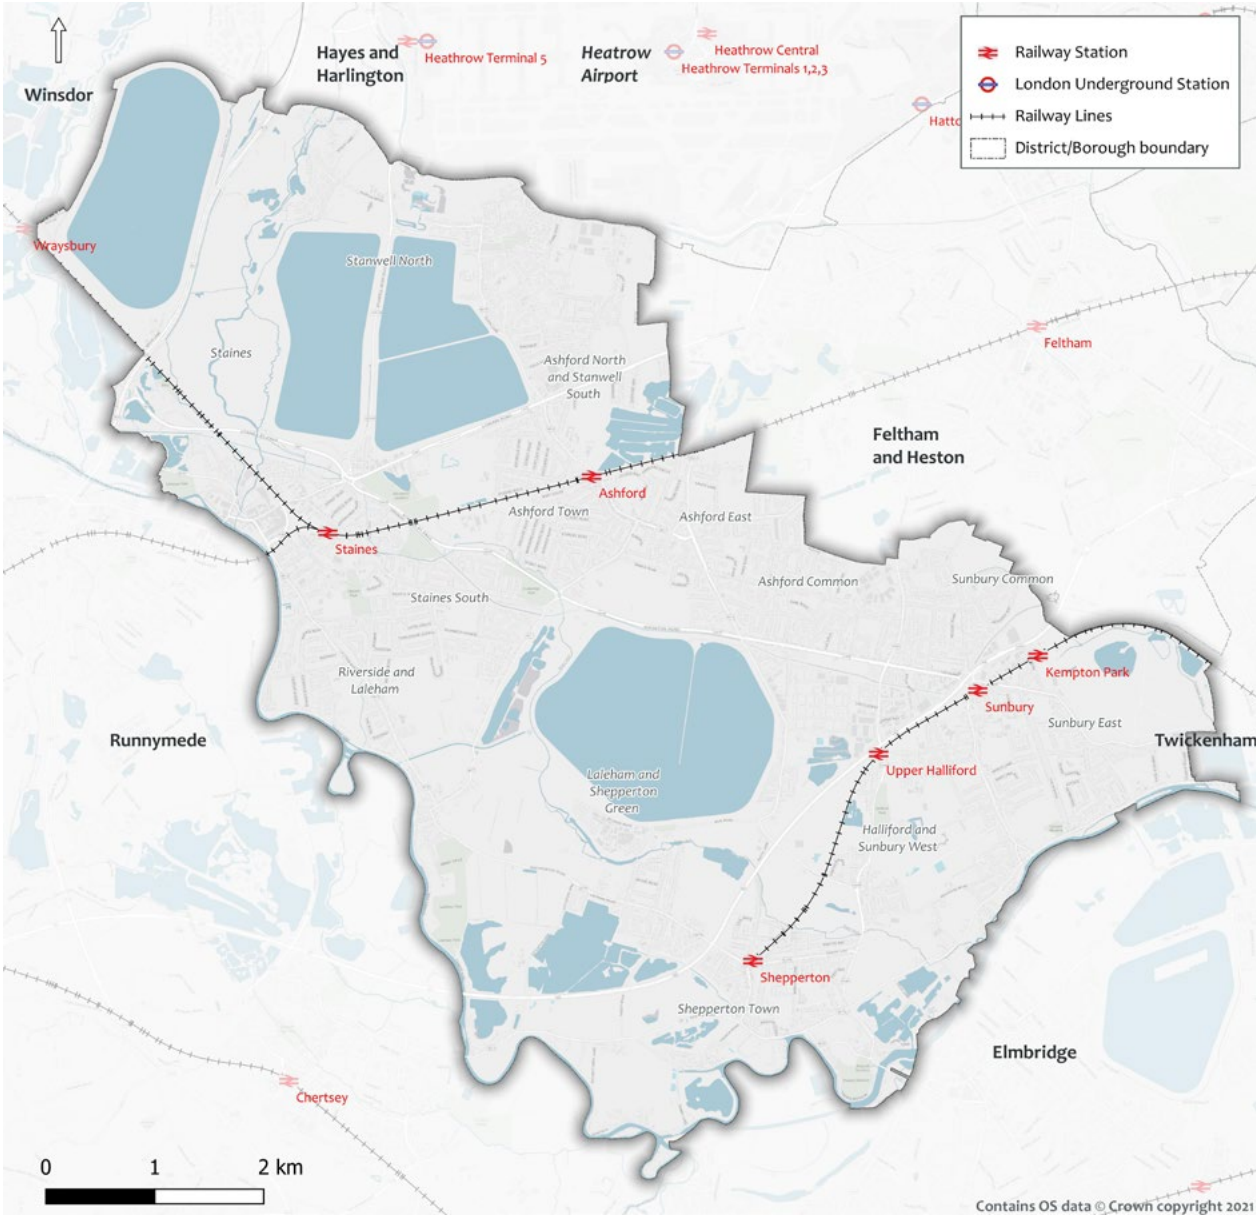 Hayes and
Harlington
Heathrow Terminal 5
Heatrow
Airport
Heathrow Central
Heathrow Terminals 1,2,3
Hatto
Railway Station
London Underground Station
Railway Lines
District/Borough boundary
Winsdor
Wraysbury
Stanwell North
Staines
Ashford North
and Stanwell
South
Feltham
Feltham
and Heston
Ashford
Ashford Town
Ashford East
Staines
Staines South
Ashford Common
Sunbury Common
Riverside and
Laleham
Kempton Park
Sunbury
Sunbury East
Runnymede
Twickenham
Upper Halliford
Laleham and
Shepperton
Green
Halliford and
Sunbury West
Shepperton
Shepperton Town
Elmbridge
Chertsey
0 1 2 km
Contains OS data © Crown copyright 2021